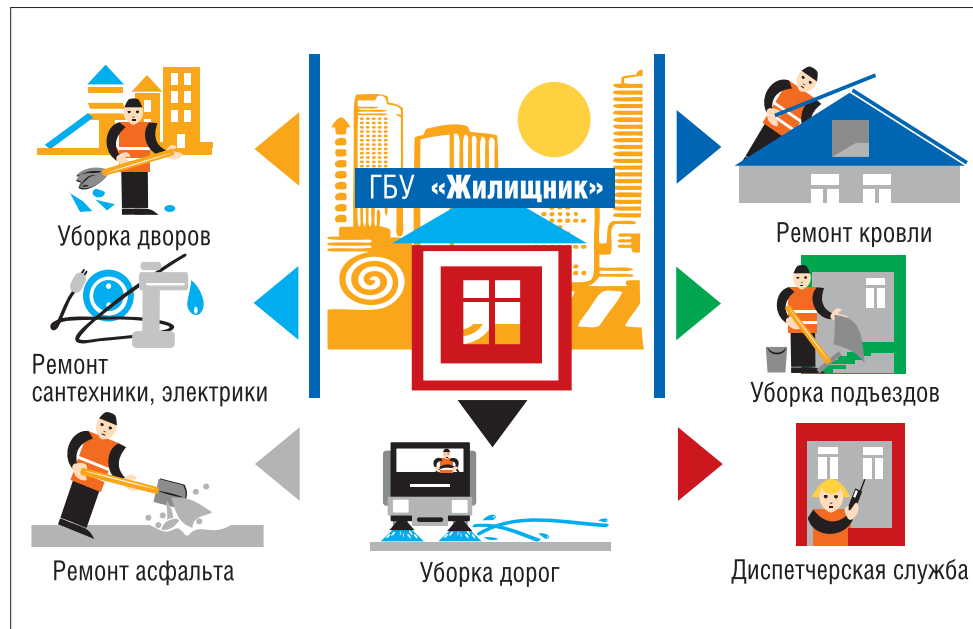 ГБУ «Жилищник»
Уборка дворов
Ремонт кровли
Ремонт
сантехники, электрики
Уборка подъездов
Ремонт асфальта
Уборка дорог
Диспетчерская служба